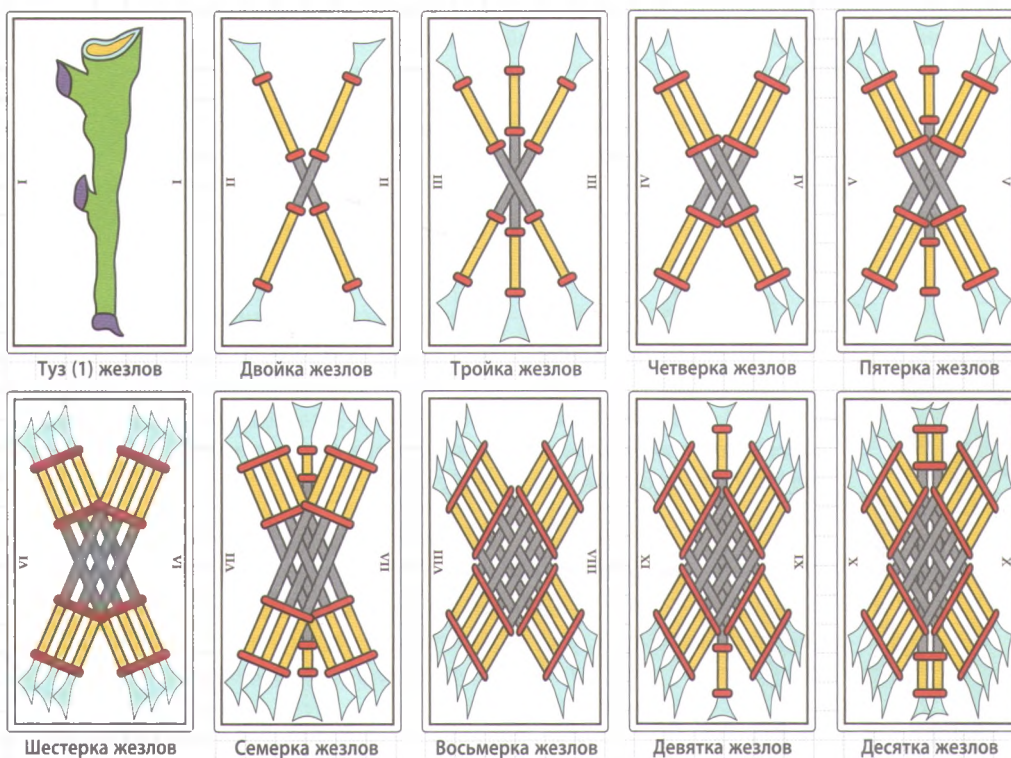 I I
II II
III III
IV IV
V V
Туз (1) жезлов
Двойка жезлов
Тройка жезлов
Четверка жезлов
Пятерка жезлов
VI VI
VII VII
VIII VIII
IX IX
X X
Шестерка жезлов
Семерка жезлов
Восьмерка жезлов
Девятка жезлов
Десятка жезлов